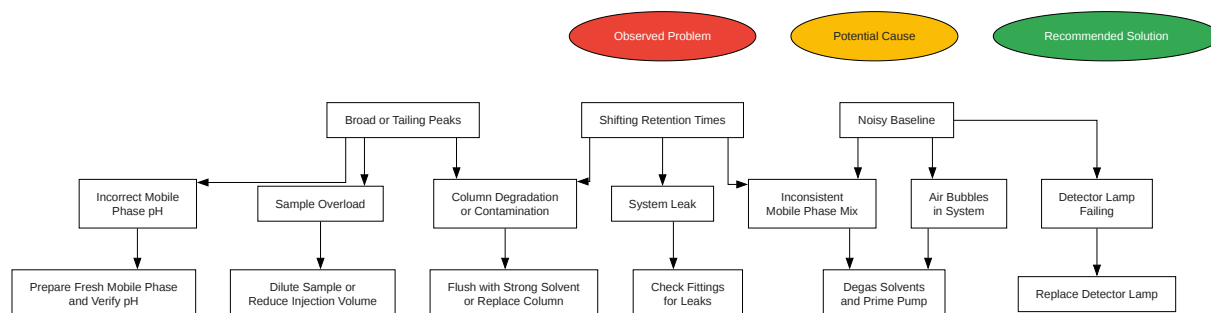 Observed Problem
Potential Cause
Recommended Solution
Broad or Tailing Peaks
Shifting Retention Times
Noisy Baseline
Incorrect Mobile
Phase pH
Sample Overload
Column Degradation
or Contamination
System Leak
Inconsistent
Mobile Phase Mix
Air Bubbles
in System
Detector Lamp
Failing
Prepare Fresh Mobile Phase
and Verify pH
Dilute Sample or
Reduce Injection Volume
Flush with Strong Solvent
or Replace Column
Check Fittings
for Leaks
Degas Solvents
and Prime Pump
Replace Detector Lamp